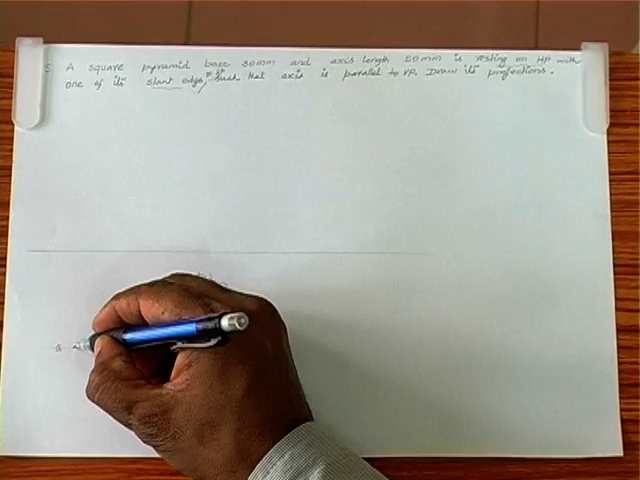 5. A square pyramid base 30mm and axis length 50mm is resting on HP with
one of its slant edge, such that axis is parallel to VP. Draw its projections.
a